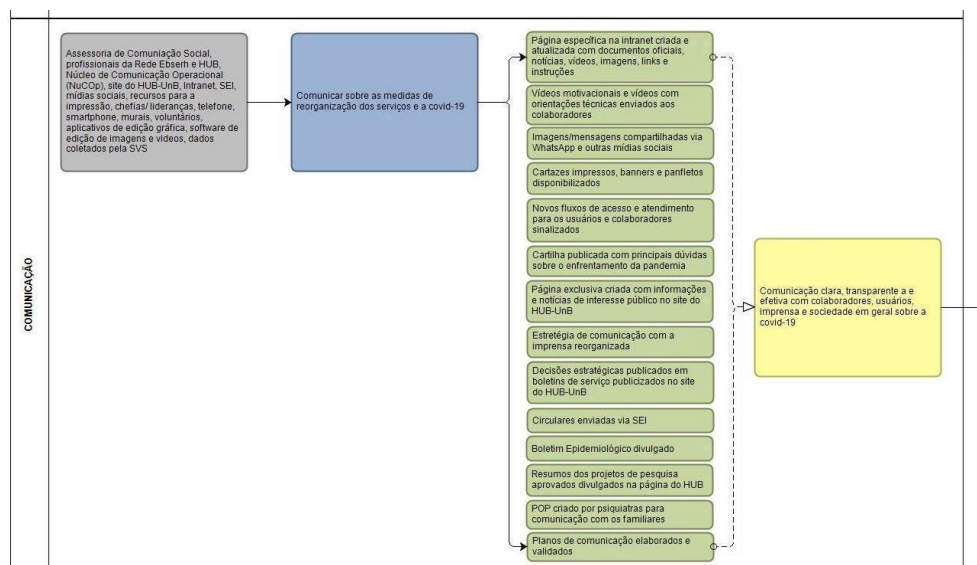 COMUNICAÇÃO
Assessoria de Comuniação Social,
profissionais da Rede Ebserh e HUB,
Núcleo de Comunicação Operacional
(NuCOp), site do HUB-UnB, Intranet, SEI,
mídias sociais, recursos para a
impressão, chefias/ lideranças, telefone,
smartphone, murais, voluntários,
aplicativos de edição gráfica, software de
edição de imagens e videos, dados
coletados pela SVS
Comunicar sobre as medidas de
reorganização dos serviços e a covid-19
Página específica na intranet criada e
atualizada com documentos oficiais,
notícias, vídeos, imagens, links e
instruções
Vídeos motivacionais e vídeos com
orientações técnicas enviados aos
colaboradores
Imagens/mensagens compartilhadas via
WhatsApp e outras mídias sociais
Cartazes impressos, banners e panfletos
disponibilizados
Novos fluxos de acesso e atendimento
para os usuários e colaboradores
sinalizados
Cartilha publicada com principais dúvidas
sobre o enfrentamento da pandemia
Página exclusiva criada com informações
e notícias de interesse público no site do
HUB-UnB
Estretégia de comunicação com a
imprensa reorganizada
Decisões estratégicas publicados em
boletins de serviço publicizados no site
do HUB-UnB
Circulares enviadas via SEI
Boletim Epidemiológico divulgado
Resumos dos projetos de pesquisa
aprovados divulgados na página do HUB
POP criado por psiquiatras para
comunicação com os familiares
Planos de comunicação elaborados e
validados
Comunicação clara, transparente a e
efetiva com colaboradores, usuários,
imprensa e sociedade em geral sobre a
covid-19